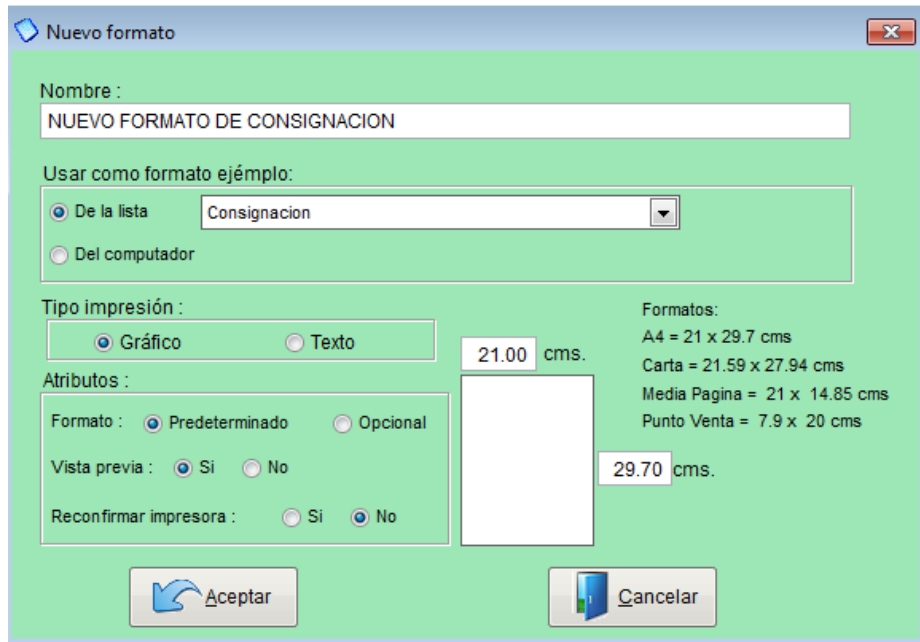 Nuevo formato
Nombre :
NUEVO FORMATO DE CONSIGNACION
Usar como formato ejémplo:
De la lista
Consignacion
Del computador
Tipo impresión :
Gráfico
Texto
Atributos :
Formato :
Predeterminado
Opcional
Vista previa :
Si
No
Reconfirmar impresora :
Si
No
21.00 cms.
29.70 cms.
Formatos:
A4 = 21 x 29.7 cms
Carta = 21.59 x 27.94 cms
Media Pagina = 21 x 14.85 cms
Punto Venta = 7.9 x 20 cms
Aceptar
Cancelar